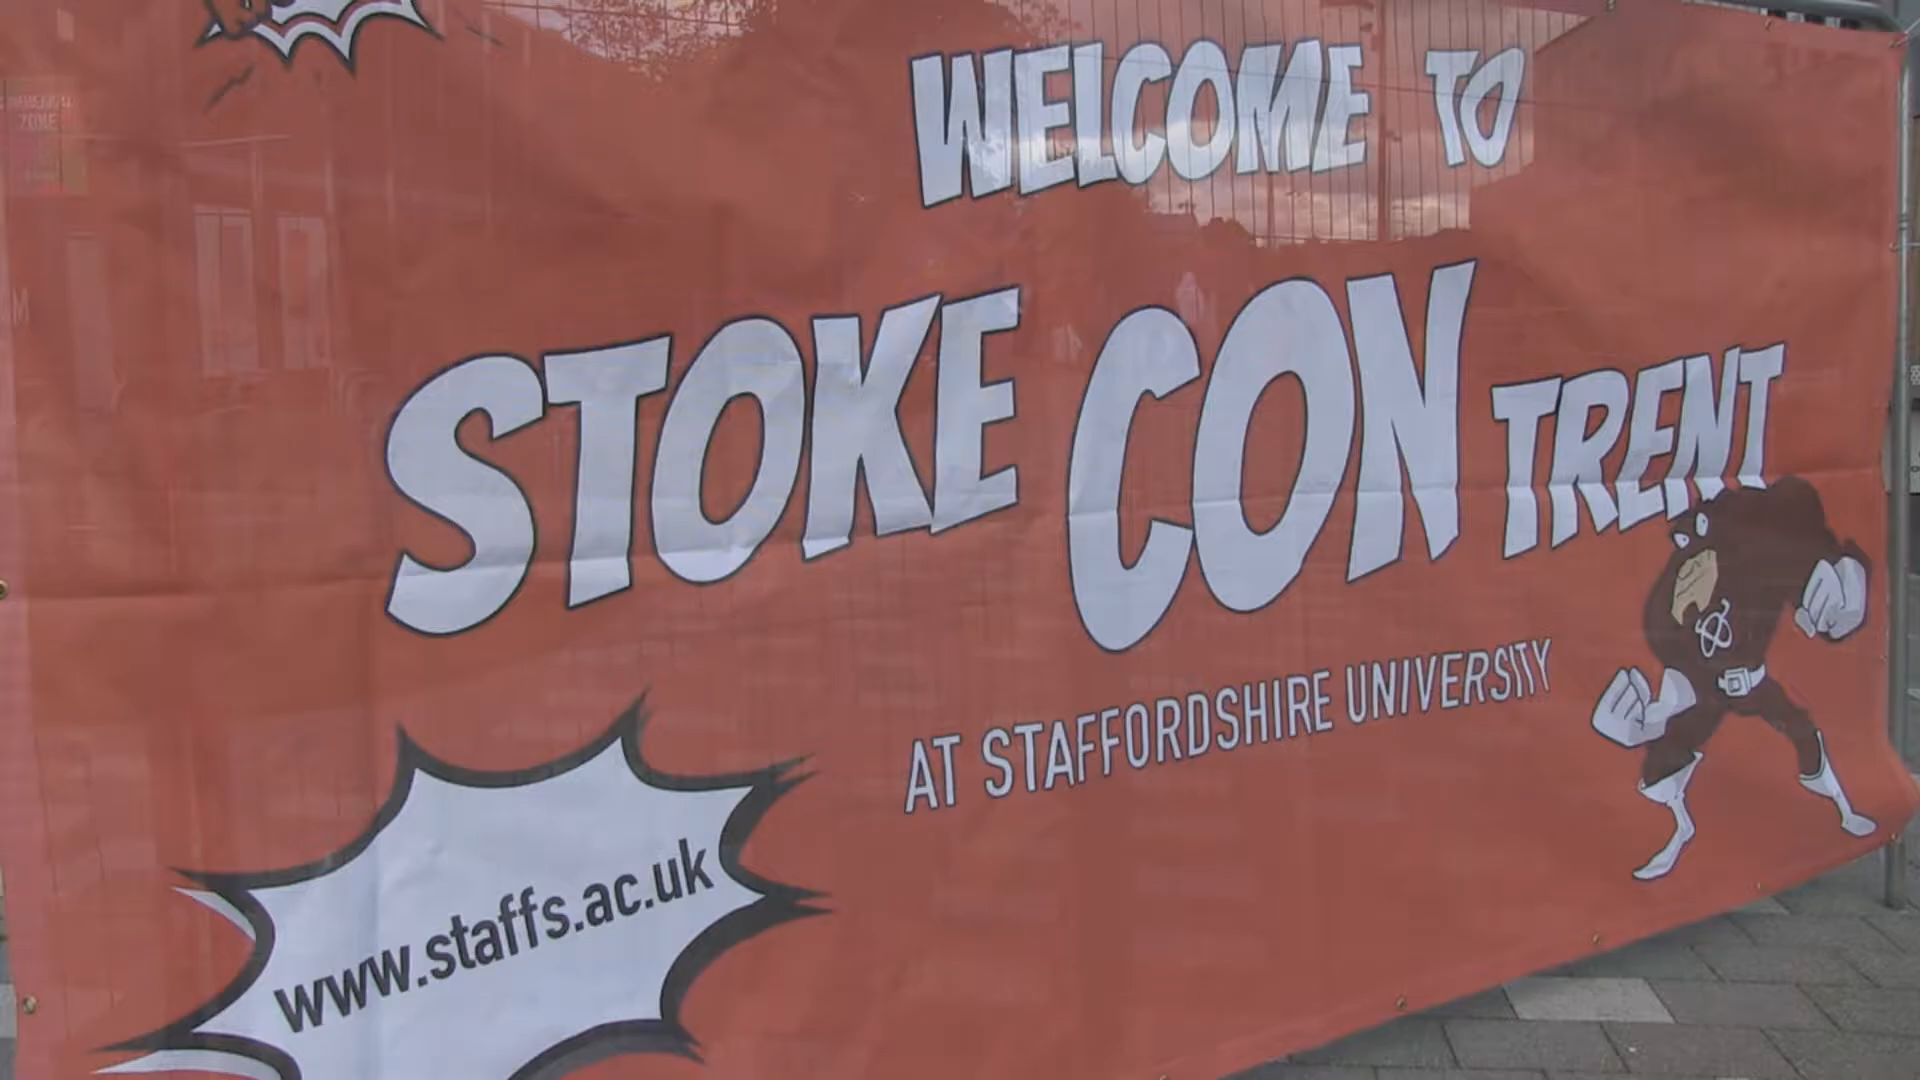 WELCOME TO
STOKE CON TRENT
AT STAFFORDSHIRE UNIVERSITY
www.staffs.ac.uk